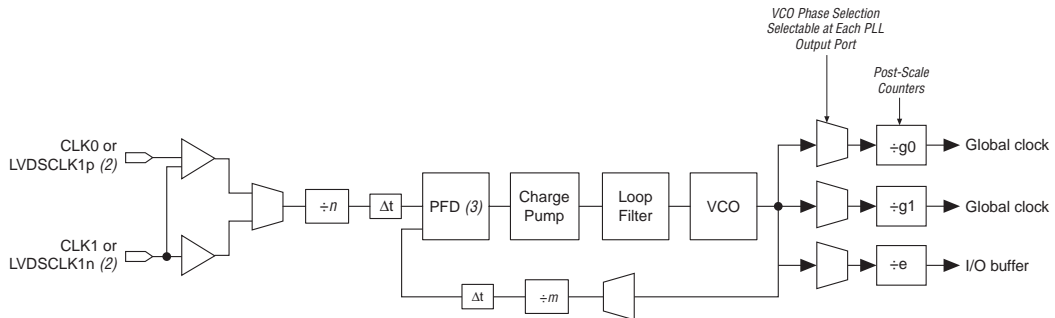 VCO Phase Selection
Selectable at Each PLL
Output Port
Post-Scale
Counters
CLK0 or
LVDSCLK1p (2)
÷g0
Global clock
÷n
Δt
PFD (3)
Charge
Pump
Loop
Filter
VCO
÷g1
Global clock
CLK1 or
LVDSCLK1n (2)
÷e
I/O buffer
Δt
÷m